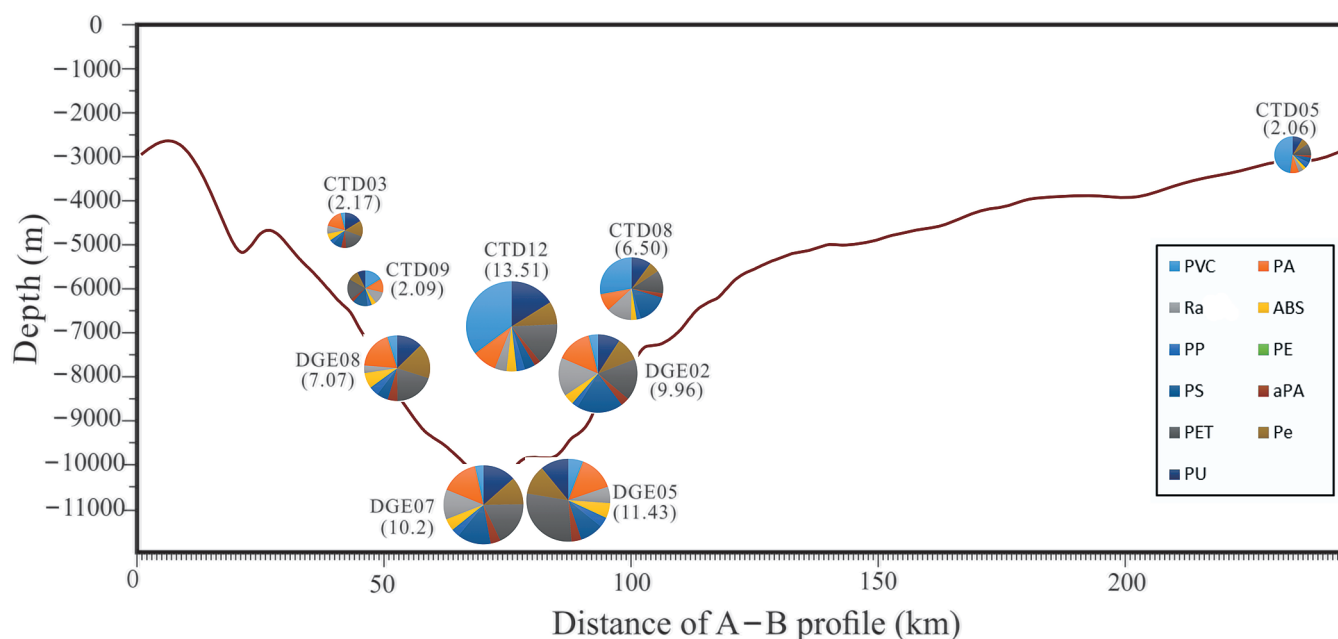 0
−1000
−2000
−3000
−4000
−5000
−6000
−7000
−8000
−9000
−10000
−11000
Depth (m)
CTD05
(2.06)
CTD03
(2.17)
CTD08
(6.50)
CTD12
(13.51)
CTD09
(2.09)
DGE08
(7.07)
DGE02
(9.96)
DGE07
(10.2)
DGE05
(11.43)
PVC PA
Ra ABS
PP PE
PS aPA
PET Pe
PU
0 50 100 150 200
Distance of A−B profile (km)